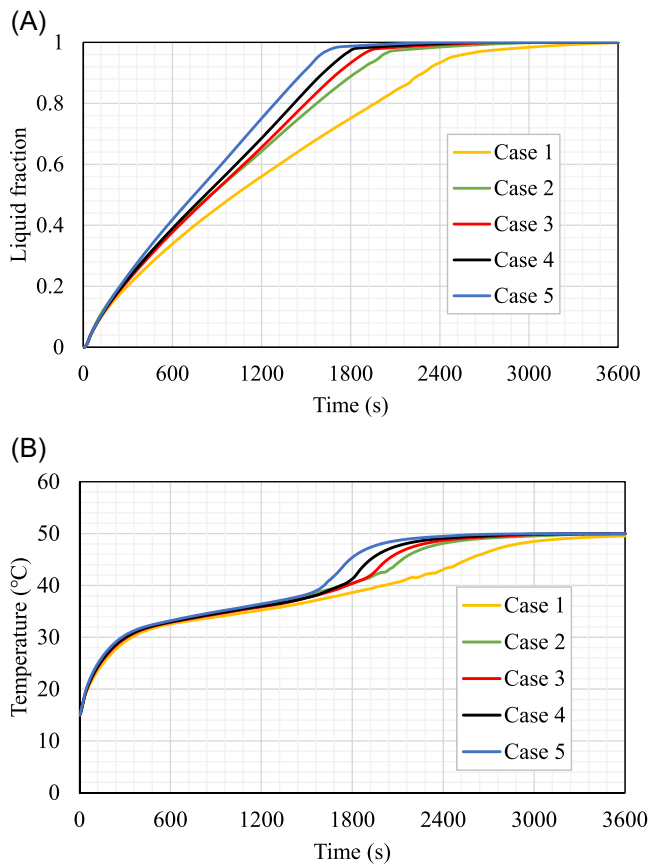 (A)
1
0.8
0.6
0.4
0.2
0
Liquid fraction
Case 1
Case 2
Case 3
Case 4
Case 5
0 600 1200 1800 2400 3000 3600
Time (s)
(B)
60
50
40
30
20
10
0
Temperature (°C)
Case 1
Case 2
Case 3
Case 4
Case 5
0 600 1200 1800 2400 3000 3600
Time (s)